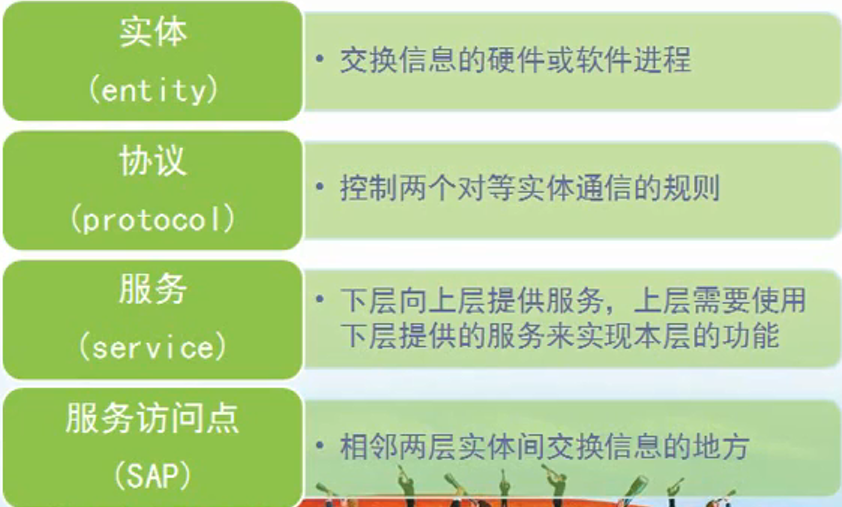 实体
(entity)
• 交换信息的硬件或软件进程
协议
(protocol)
• 控制两个对等实体通信的规则
服务
(service)
• 下层向上层提供服务，上层需要使用
下层提供的服务来实现本层的功能
服务访问点
(SAP)
• 相邻两层实体间交换信息的地方